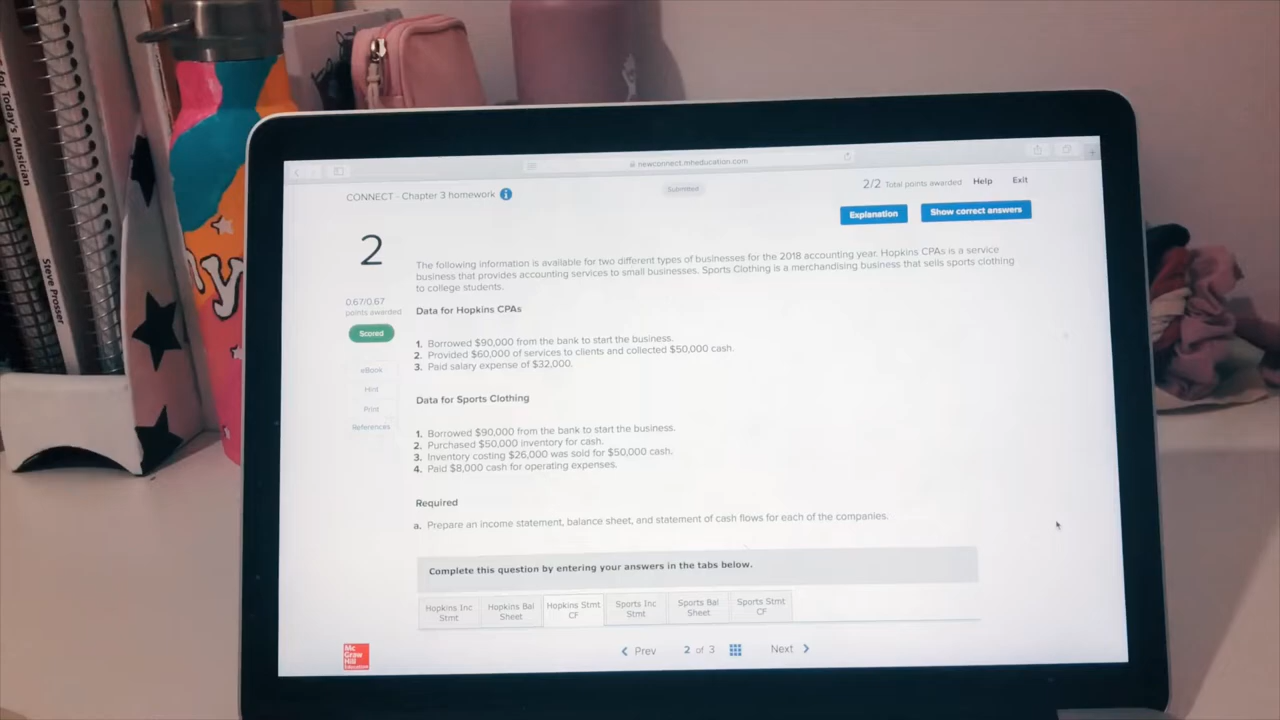 for Today's Musician
Steve Prosser
newconnect.mheducation.com
CONNECT - Chapter 3 homework
Submitted
2/2 Total points awarded
Help
Exit
Explanation
Show correct answers
2
The following information is available for two different types of businesses for the 2018 accounting year. Hopkins CPAs is a service
business that provides accounting services to small businesses. Sports Clothing is a merchandising business that sells sports clothing
to college students.
0.67/0.67
points awarded
Scored
eBook
Hint
Print
References
Data for Hopkins CPAs
1. Borrowed $90,000 from the bank to start the business.
2. Provided $60,000 of services to clients and collected $50,000 cash.
3. Paid salary expense of $32,000.
Data for Sports Clothing
1. Borrowed $90,000 from the bank to start the business.
2. Purchased $50,000 inventory for cash.
3. Inventory costing $26,000 was sold for $50,000 cash.
4. Paid $8,000 cash for operating expenses.
Required
a. Prepare an income statement, balance sheet, and statement of cash flows for each of the companies.
Complete this question by entering your answers in the tabs below.
Hopkins Inc
Stmt
Hopkins Bal
Sheet
Hopkins Stmt
CF
Sports Inc
Stmt
Sports Bal
Sheet
Sports Stmt
CF
Mc
Graw
Hill
Education
Prev
2 of 3
Next